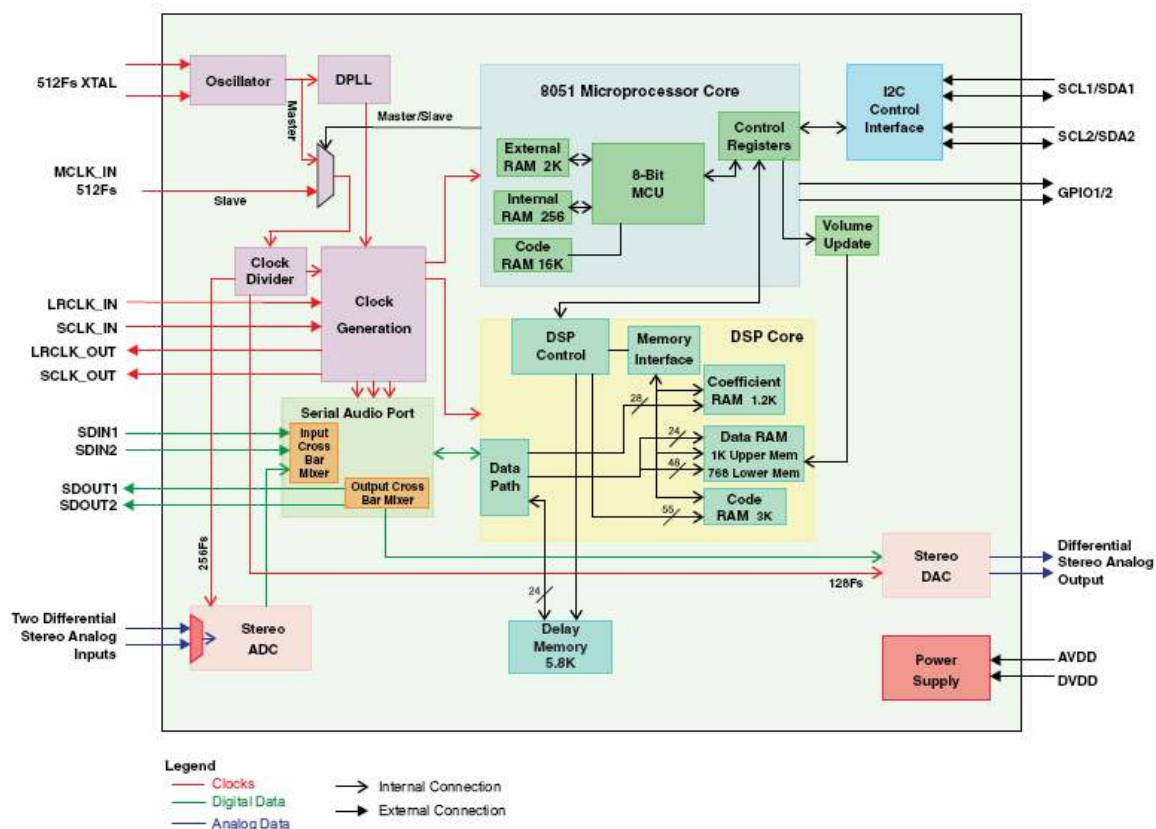 512Fs XTAL
Oscillator
DPLL
Master
Master/Slave
MCLK_IN
512Fs
Slave
8051 Microprocessor Core
External
RAM 2K
Internal
RAM 256
Code
RAM 16K
8-Bit
MCU
Control
Registers
I2C
Control
Interface
SCL1/SDA1
SCL2/SDA2
GPIO1/2
Volume
Update
Clock
Divider
Clock
Generation
LRCLK_IN
SCLK_IN
LRCLK_OUT
SCLK_OUT
DSP
Control
Memory
Interface
DSP Core
Coefficient
RAM 1.2K
28
Serial Audio Port
SDIN1
SDIN2
Input
Cross
Bar
Mixer
Data
Path
24
Data RAM
1K Upper Mem
48
768 Lower Mem
SDOUT1
SDOUT2
Output Cross
Bar Mixer
55
Code
RAM 3K
256Fs
128Fs
Stereo
DAC
Differential
Stereo Analog
Output
24
Two Differential
Stereo Analog
Inputs
Stereo
ADC
Delay
Memory
5.8K
Power
Supply
AVDD
DVDD
Legend
Clocks
Digital Data
Analog Data
Internal Connection
External Connection